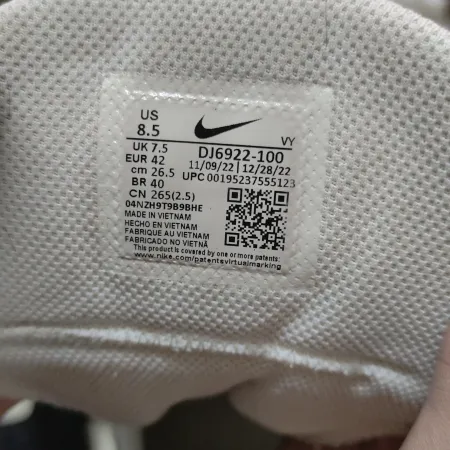 US
8.5
VY
UK 7.5
DJ6922-100
EUR 42
11/09/22 | 12/28/22
cm 26.5
UPC 00195237555123
BR 40
CN 265(2.5)
04NZH9T9B9BHE
MADE IN VIETNAM
HECHO EN VIETNAM
FABRIQUE AU VIETNAM
FABRICADO NO VIETNÃ
This product is covered by one or more patents:
www.nike.com/patentsvirtualmarking